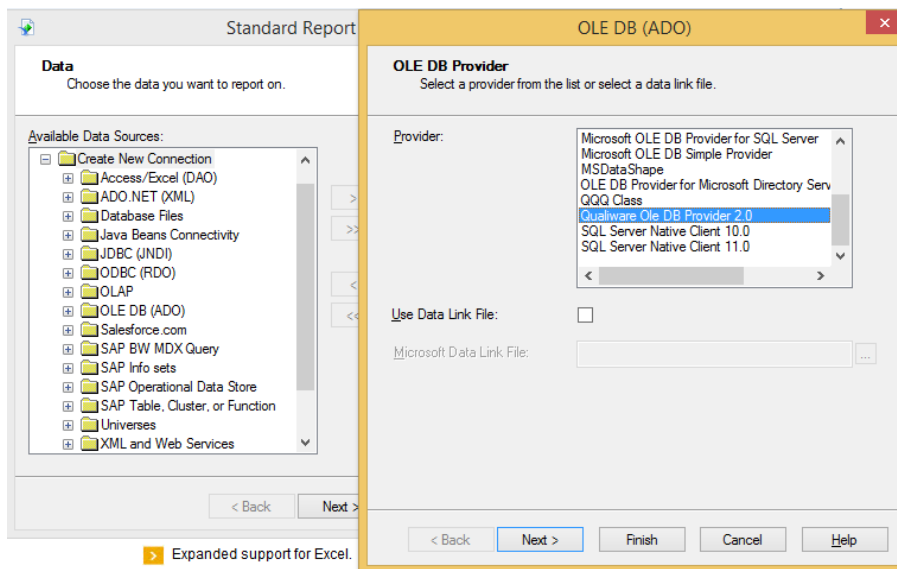 Standard Report
Data
Choose the data you want to report on.
Available Data Sources:
Create New Connection
Access/Excel (DAO)
ADO.NET (XML)
Database Files
Java Beans Connectivity
JDBC (JNDI)
ODBC (RDO)
OLAP
OLE DB (ADO)
Salesforce.com
SAP BW MDX Query
SAP Info sets
SAP Operational Data Store
SAP Table, Cluster, or Function
Universes
XML and Web Services
>
>>
<
<<
< Back
Next >
Expanded support for Excel.
OLE DB (ADO)
OLE DB Provider
Select a provider from the list or select a data link file.
Provider:
Microsoft OLE DB Provider for SQL Server
Microsoft OLE DB Simple Provider
MSDataShape
OLE DB Provider for Microsoft Directory Serv
QQQ Class
Qualiware Ole DB Provider 2.0
SQL Server Native Client 10.0
SQL Server Native Client 11.0
Use Data Link File:
Microsoft Data Link File:
...
< Back
Next >
Finish
Cancel
Help